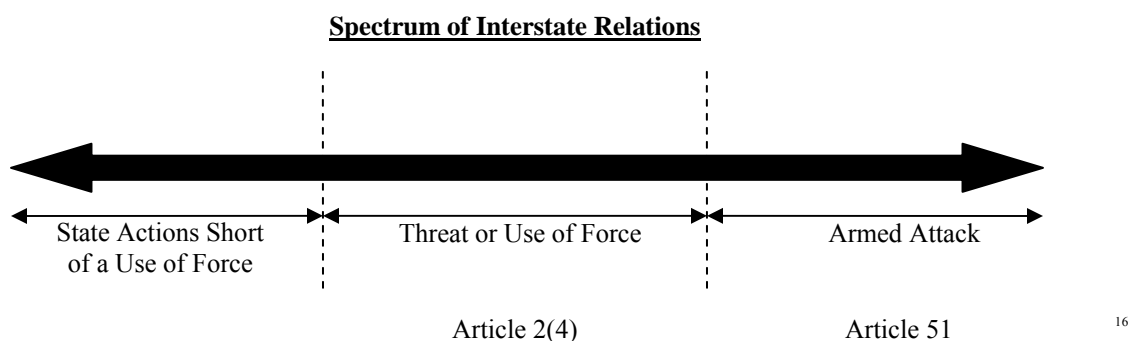 Spectrum of Interstate Relations
State Actions Short
of a Use of Force
Threat or Use of Force
Armed Attack
Article 2(4)
Article 51
16